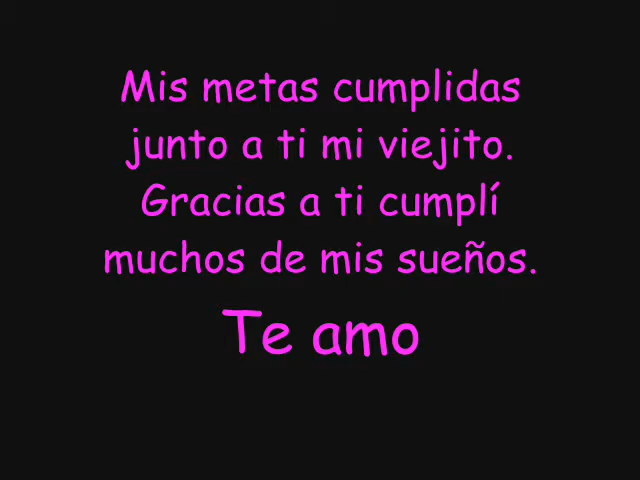 Mis metas cumplidas
junto a ti mi viejito.
Gracias a ti cumplí
muchos de mis sueños.
Te amo